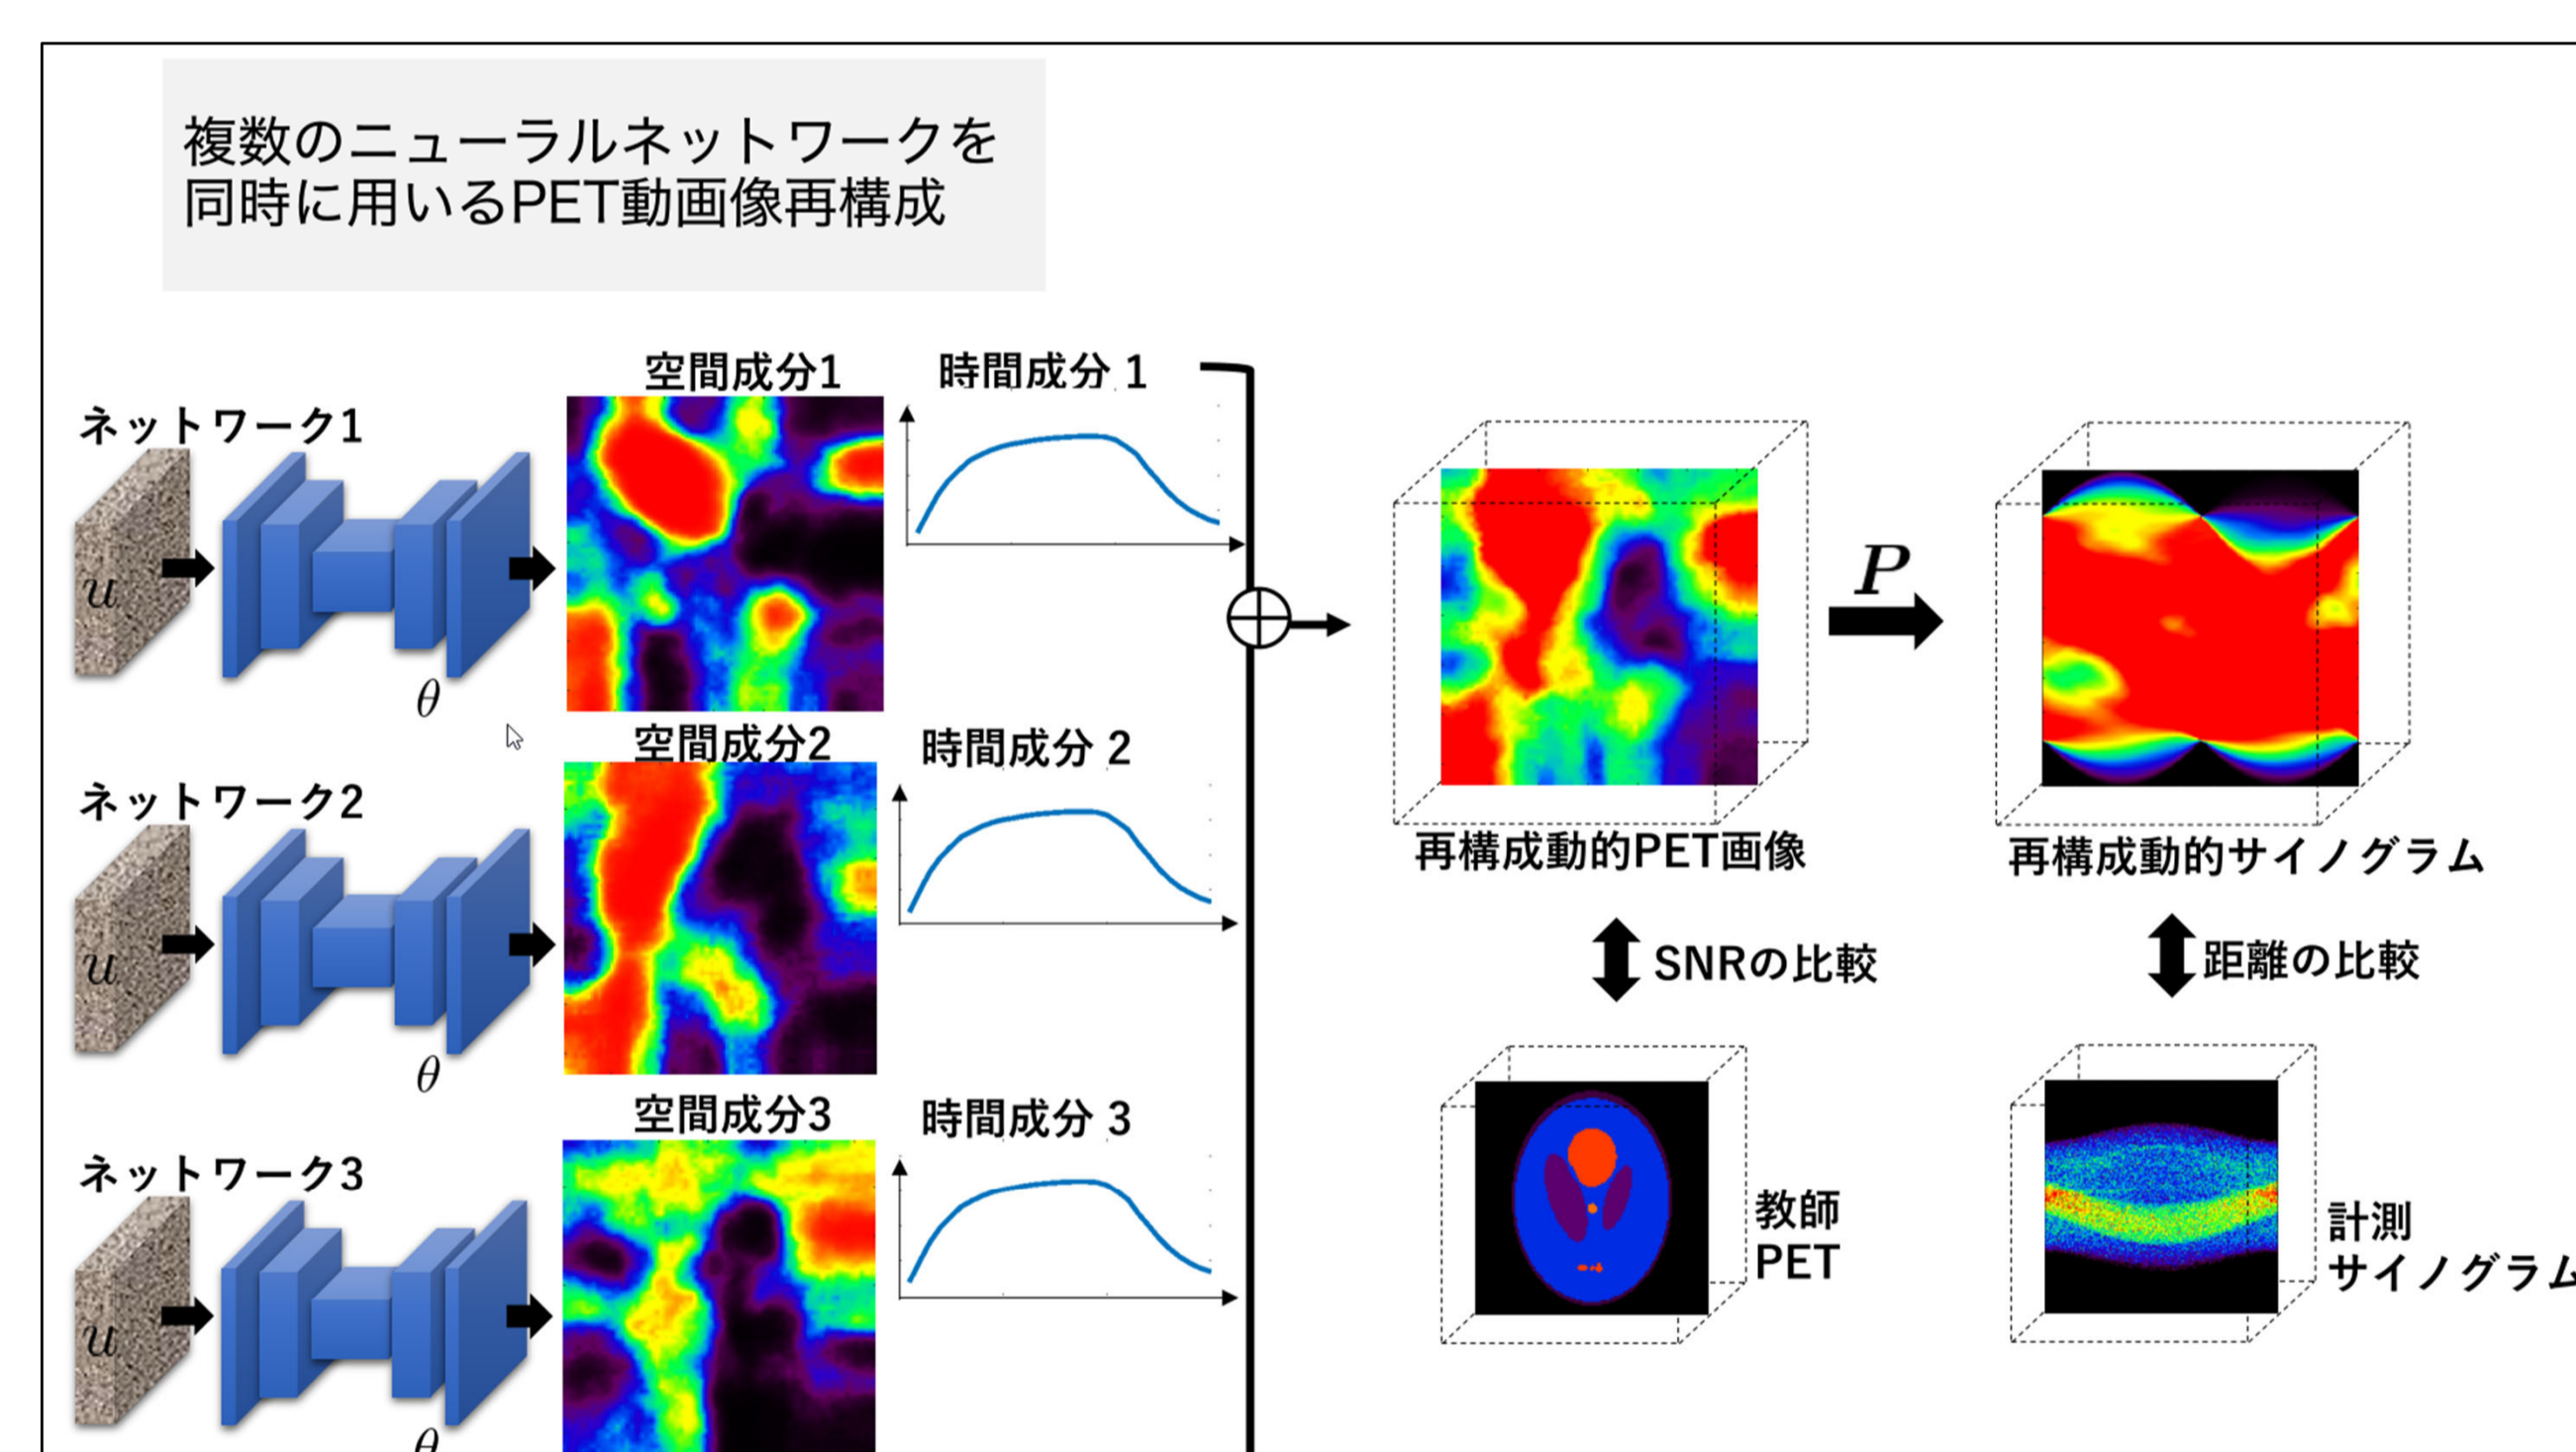 複数のニューラルネットワークを
同時に用いるPET動画像再構成
空間成分1
時間成分 1
ネットワーク1
u
θ
空間成分2
時間成分 2
ネットワーク2
u
θ
空間成分3
時間成分 3
ネットワーク3
u
θ
P
再構成動的PET画像
再構成動的サイノグラム
SNRの比較
距離の比較
教師
PET
計測
サイノグラム